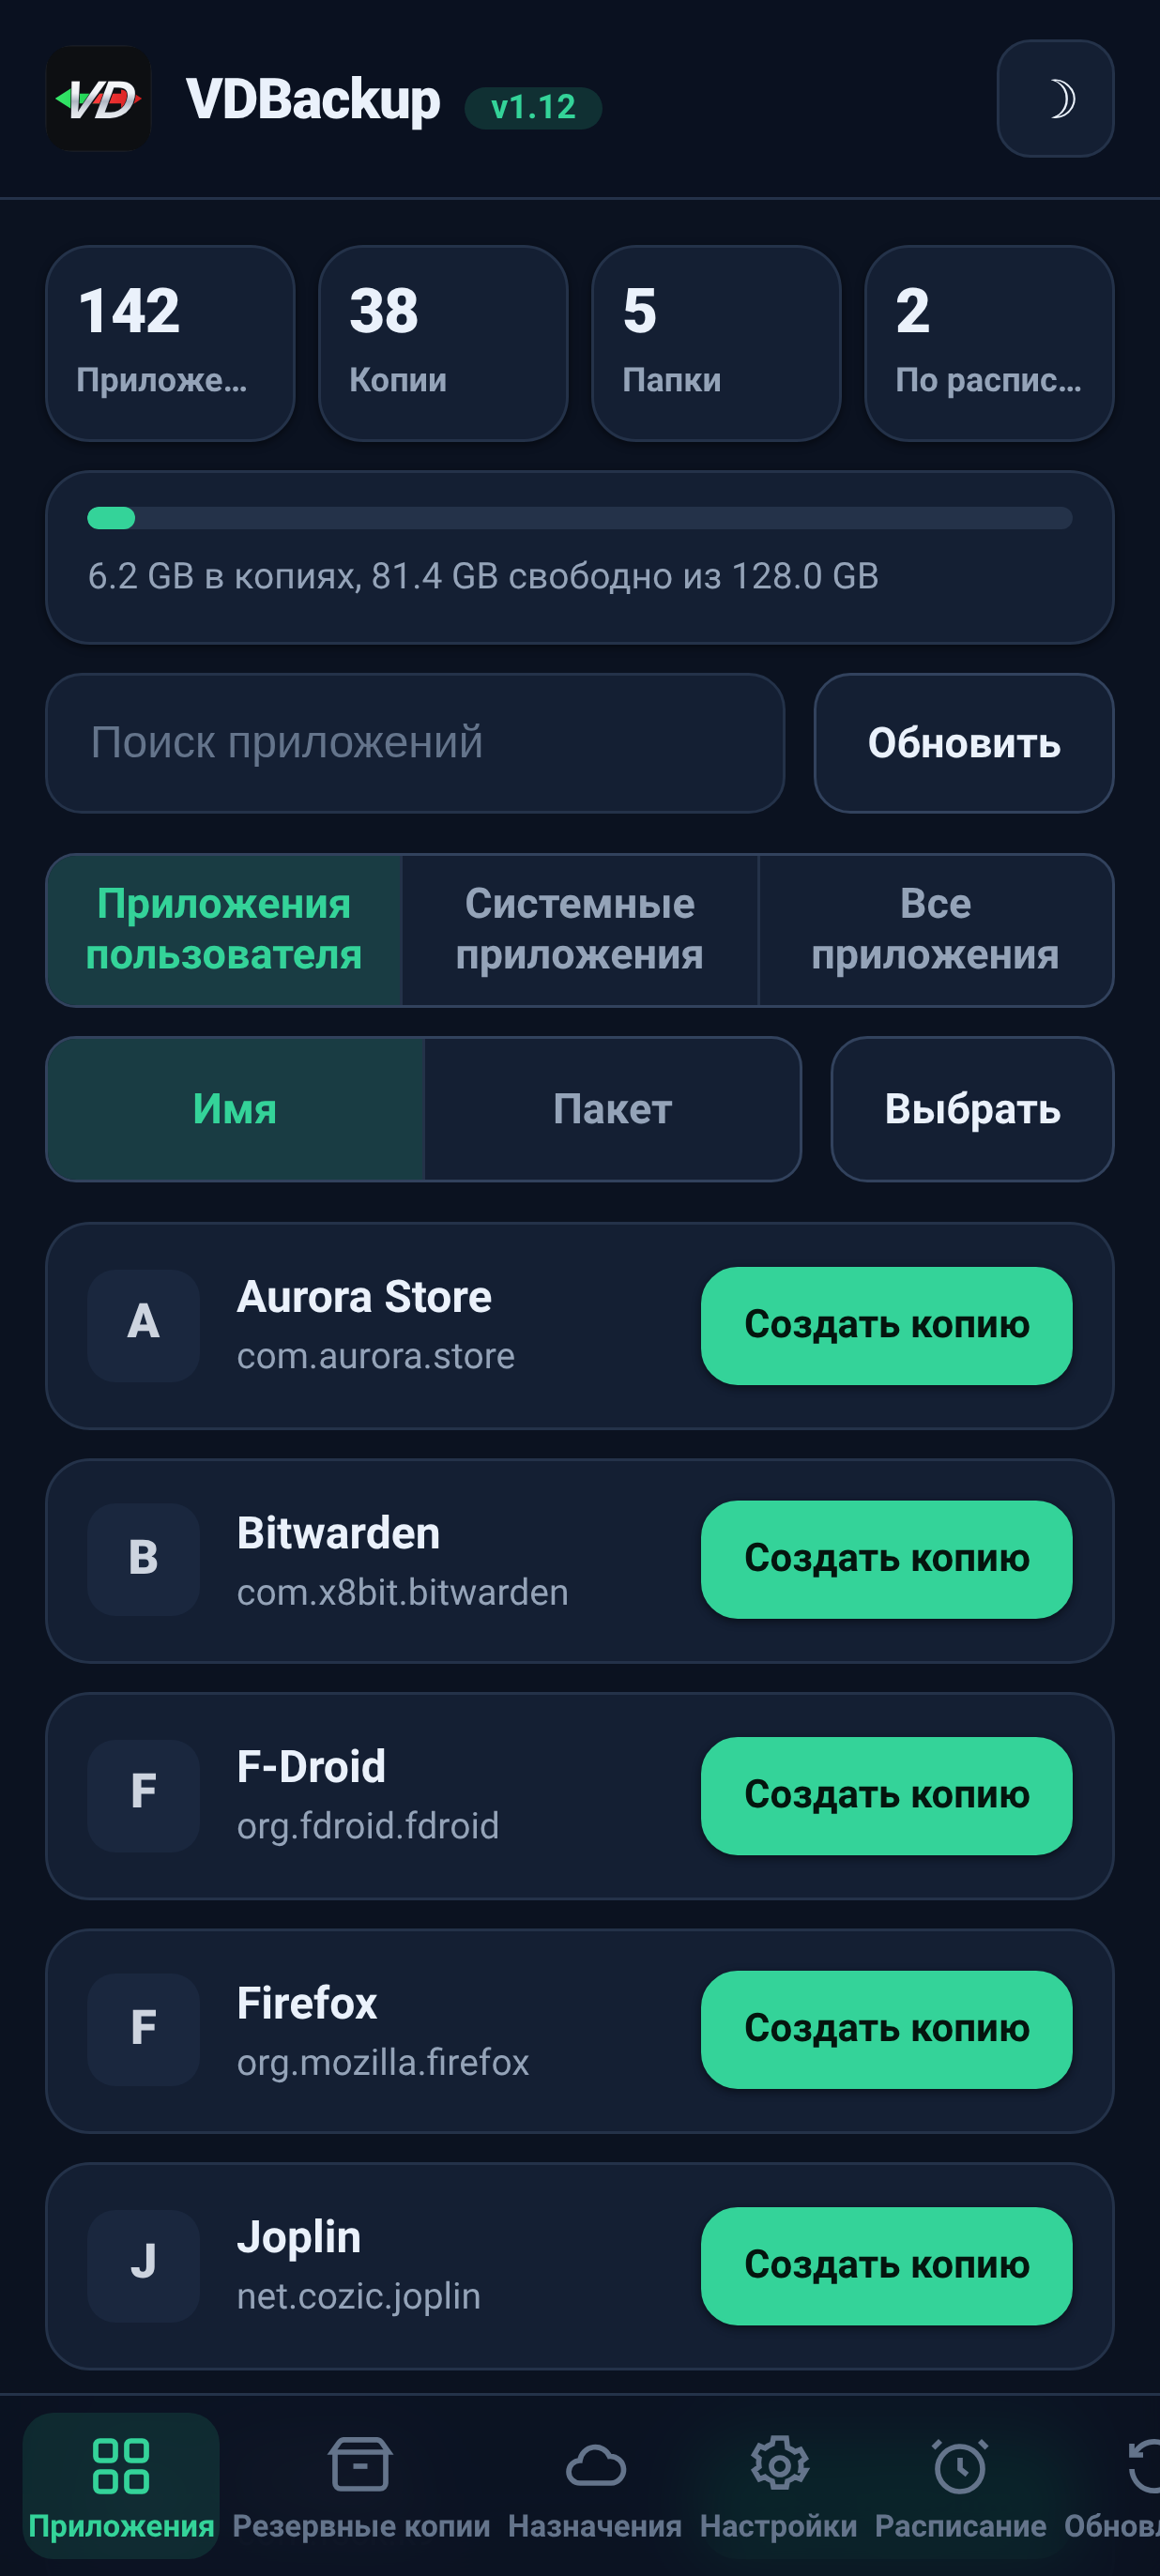 VD
VDBackup
v1.12
142
Приложе...
38
Копии
5
Папки
2
По распис...
6.2 GB в копиях, 81.4 GB свободно из 128.0 GB
Поиск приложений
Обновить
Приложения
пользователя
Системные
приложения
Все
приложения
Имя
Пакет
Выбрать
A
Aurora Store
com.aurora.store
Создать копию
B
Bitwarden
com.x8bit.bitwarden
Создать копию
F
F-Droid
org.fdroid.fdroid
Создать копию
F
Firefox
org.mozilla.firefox
Создать копию
J
Joplin
net.cozic.joplin
Создать копию
Приложения
Резервные копии
Назначения
Настройки
Расписание